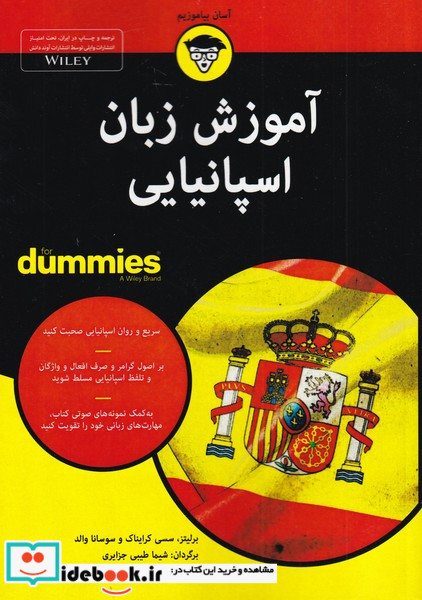 آسان بیاموزیم
ترجمه و چاپ در ایران، تحت امتیاز
انتشارات وایلی توسط انتشارات آوند دانش
WILEY
آموزش زبان
اسپانیایی
for
dummies
A Wiley Brand
سریع و روان اسپانیایی صحبت کنید
بر اصول گرامر و صرف افعال و واژگان
و تلفظ اسپانیایی مسلط شوید
به‌کمک نمونه‌های صوتی کتاب،
مهارت‌های زبانی خود را تقویت کنید
برلیتز، سسی کرایناک و سوسانا والد
برگردان: شیما طیبی جزایری
مشاهده و خرید این کتاب در:
idebook.ir